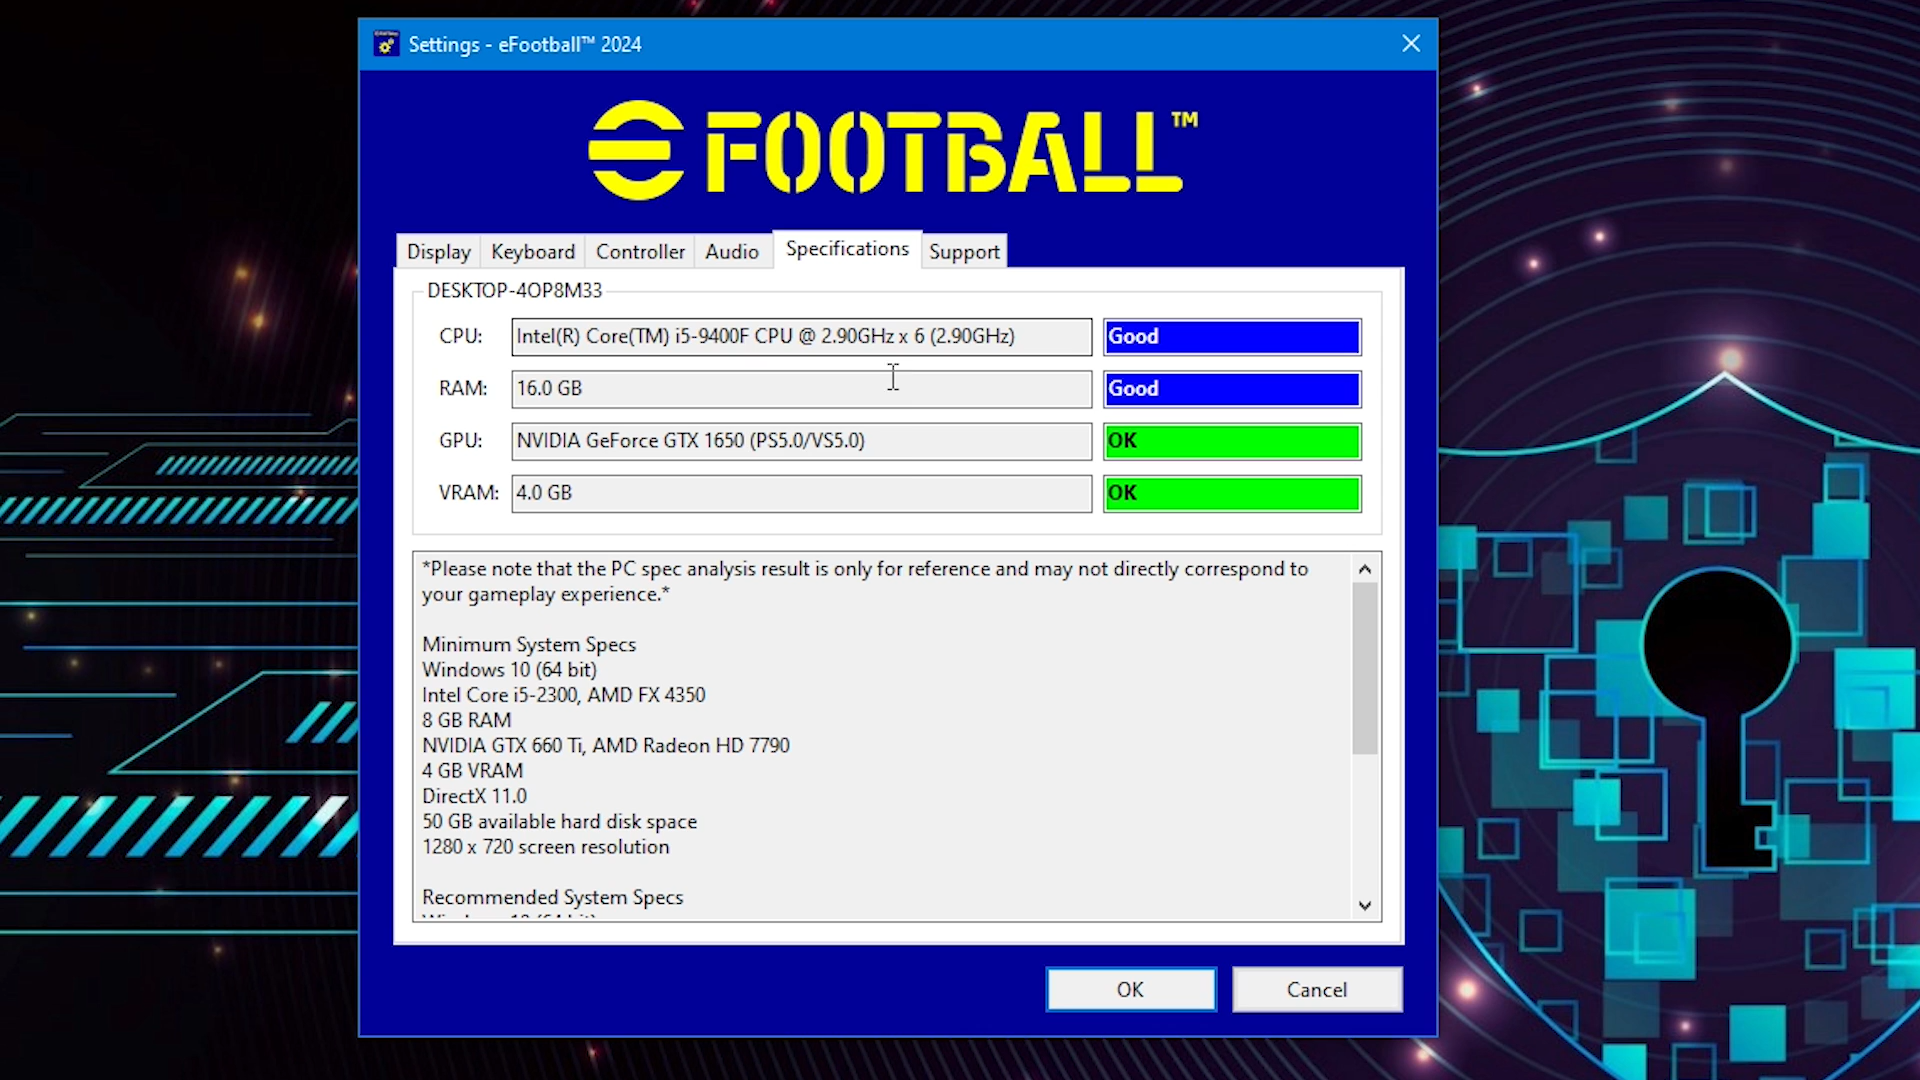 Settings - eFootball™ 2024
eFOOTBALL™
Display Keyboard Controller Audio Specifications Support
DESKTOP-4OP8M33
CPU: Intel(R) Core(TM) i5-9400F CPU @ 2.90GHz x 6 (2.90GHz) Good
RAM: 16.0 GB Good
GPU: NVIDIA GeForce GTX 1650 (PS5.0/VS5.0) OK
VRAM: 4.0 GB OK
*Please note that the PC spec analysis result is only for reference and may not directly correspond to
your gameplay experience.*
Minimum System Specs
Windows 10 (64 bit)
Intel Core i5-2300, AMD FX 4350
8 GB RAM
NVIDIA GTX 660 Ti, AMD Radeon HD 7790
4 GB VRAM
DirectX 11.0
50 GB available hard disk space
1280 x 720 screen resolution
Recommended System Specs
OK Cancel